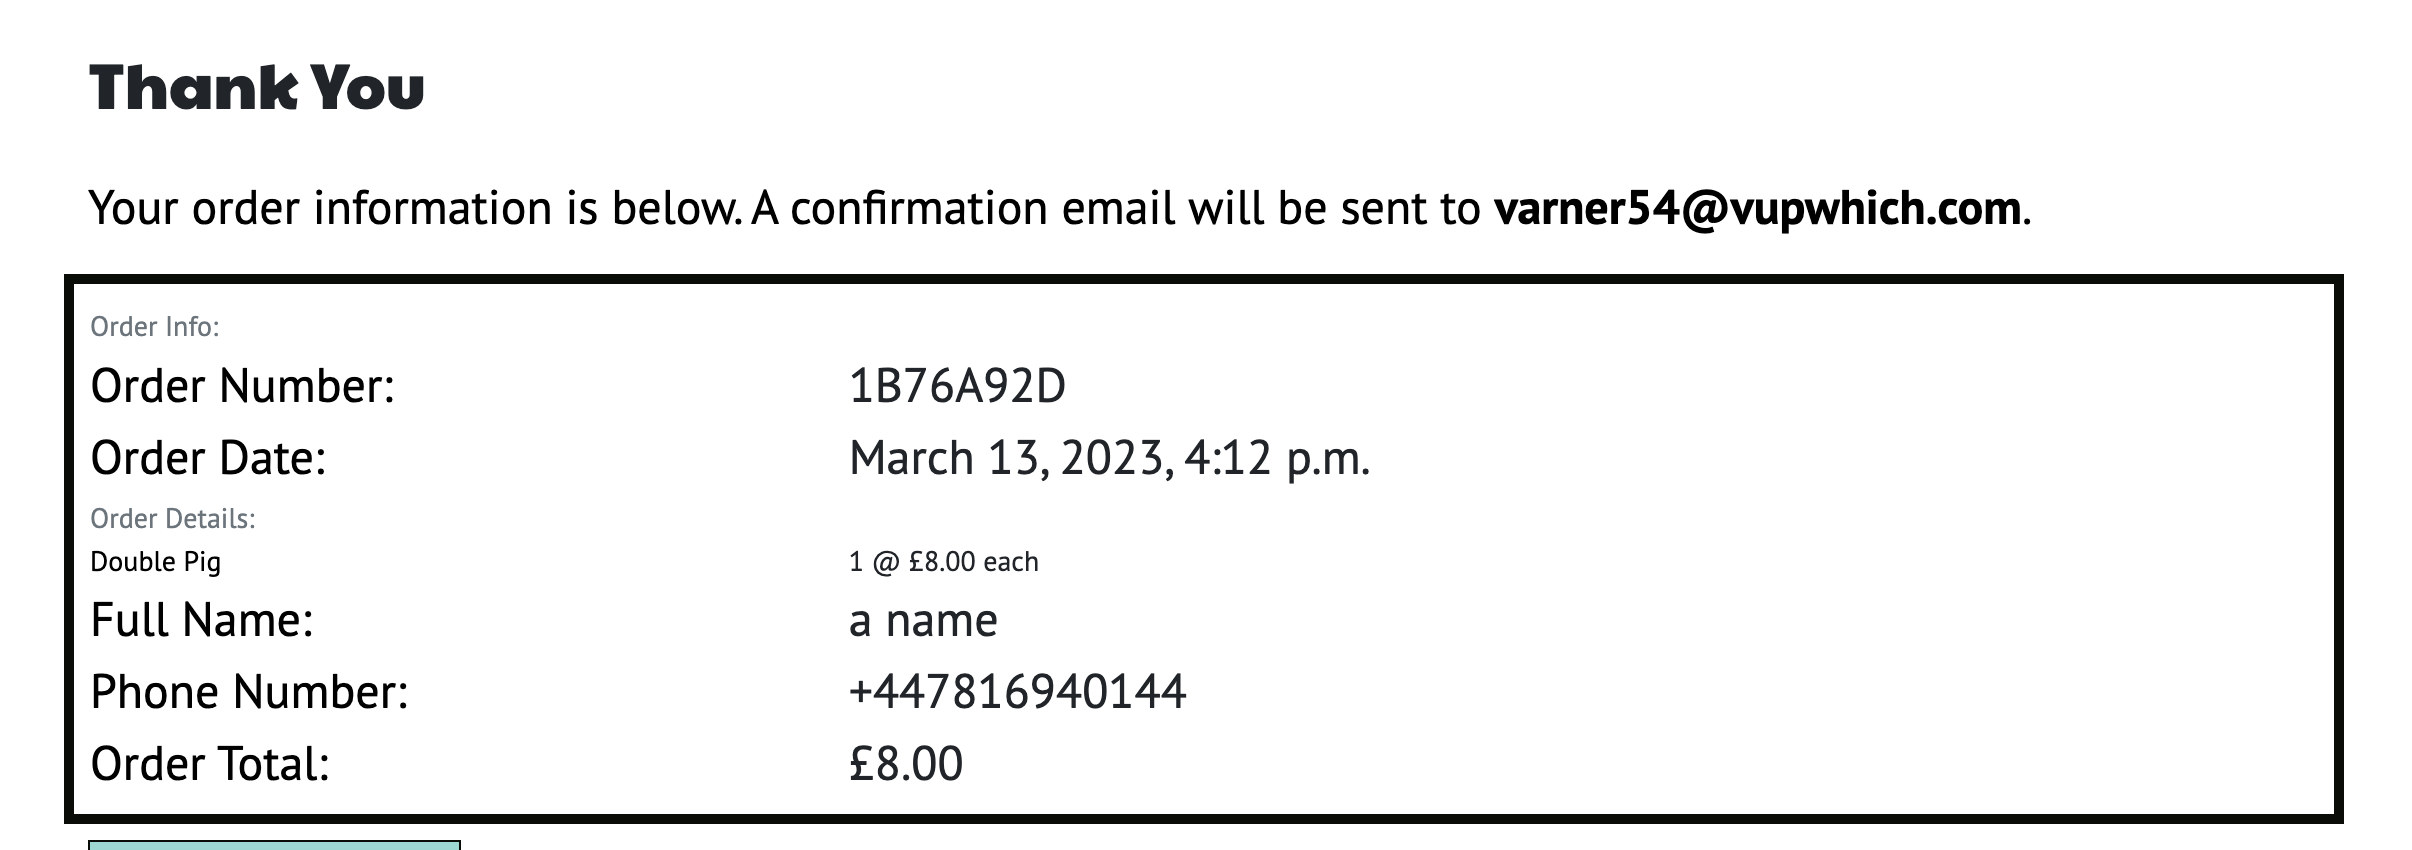 Thank You
Your order information is below. A confirmation email will be sent to varner54@vupwhich.com.
Order Info:
Order Number: 1B76A92D
Order Date: March 13, 2023, 4:12 p.m.
Order Details:
Double Pig 1 @ £8.00 each
Full Name: a name
Phone Number: +447816940144
Order Total: £8.00